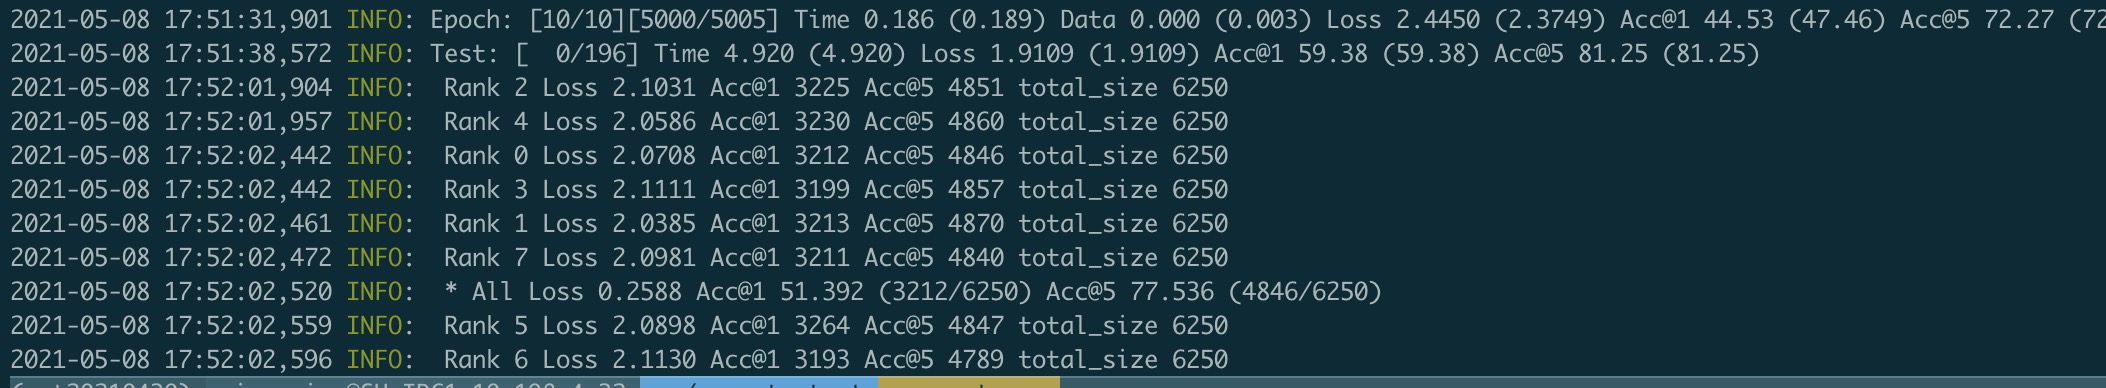 2021-05-08 17:51:31,901 INFO: Epoch: [10/10][5000/5005] Time 0.186 (0.189) Data 0.000 (0.003) Loss 2.4450 (2.3749) Acc@1 44.53 (47.46) Acc@5 72.27 (72
2021-05-08 17:51:38,572 INFO: Test: [  0/196] Time 4.920 (4.920) Loss 1.9109 (1.9109) Acc@1 59.38 (59.38) Acc@5 81.25 (81.25)
2021-05-08 17:52:01,904 INFO:  Rank 2 Loss 2.1031 Acc@1 3225 Acc@5 4851 total_size 6250
2021-05-08 17:52:01,957 INFO:  Rank 4 Loss 2.0586 Acc@1 3230 Acc@5 4860 total_size 6250
2021-05-08 17:52:02,442 INFO:  Rank 0 Loss 2.0708 Acc@1 3212 Acc@5 4846 total_size 6250
2021-05-08 17:52:02,442 INFO:  Rank 3 Loss 2.1111 Acc@1 3199 Acc@5 4857 total_size 6250
2021-05-08 17:52:02,461 INFO:  Rank 1 Loss 2.0385 Acc@1 3213 Acc@5 4870 total_size 6250
2021-05-08 17:52:02,472 INFO:  Rank 7 Loss 2.0981 Acc@1 3211 Acc@5 4840 total_size 6250
2021-05-08 17:52:02,520 INFO:  * All Loss 0.2588 Acc@1 51.392 (3212/6250) Acc@5 77.536 (4846/6250)
2021-05-08 17:52:02,559 INFO:  Rank 5 Loss 2.0898 Acc@1 3264 Acc@5 4847 total_size 6250
2021-05-08 17:52:02,596 INFO:  Rank 6 Loss 2.1130 Acc@1 3193 Acc@5 4789 total_size 6250